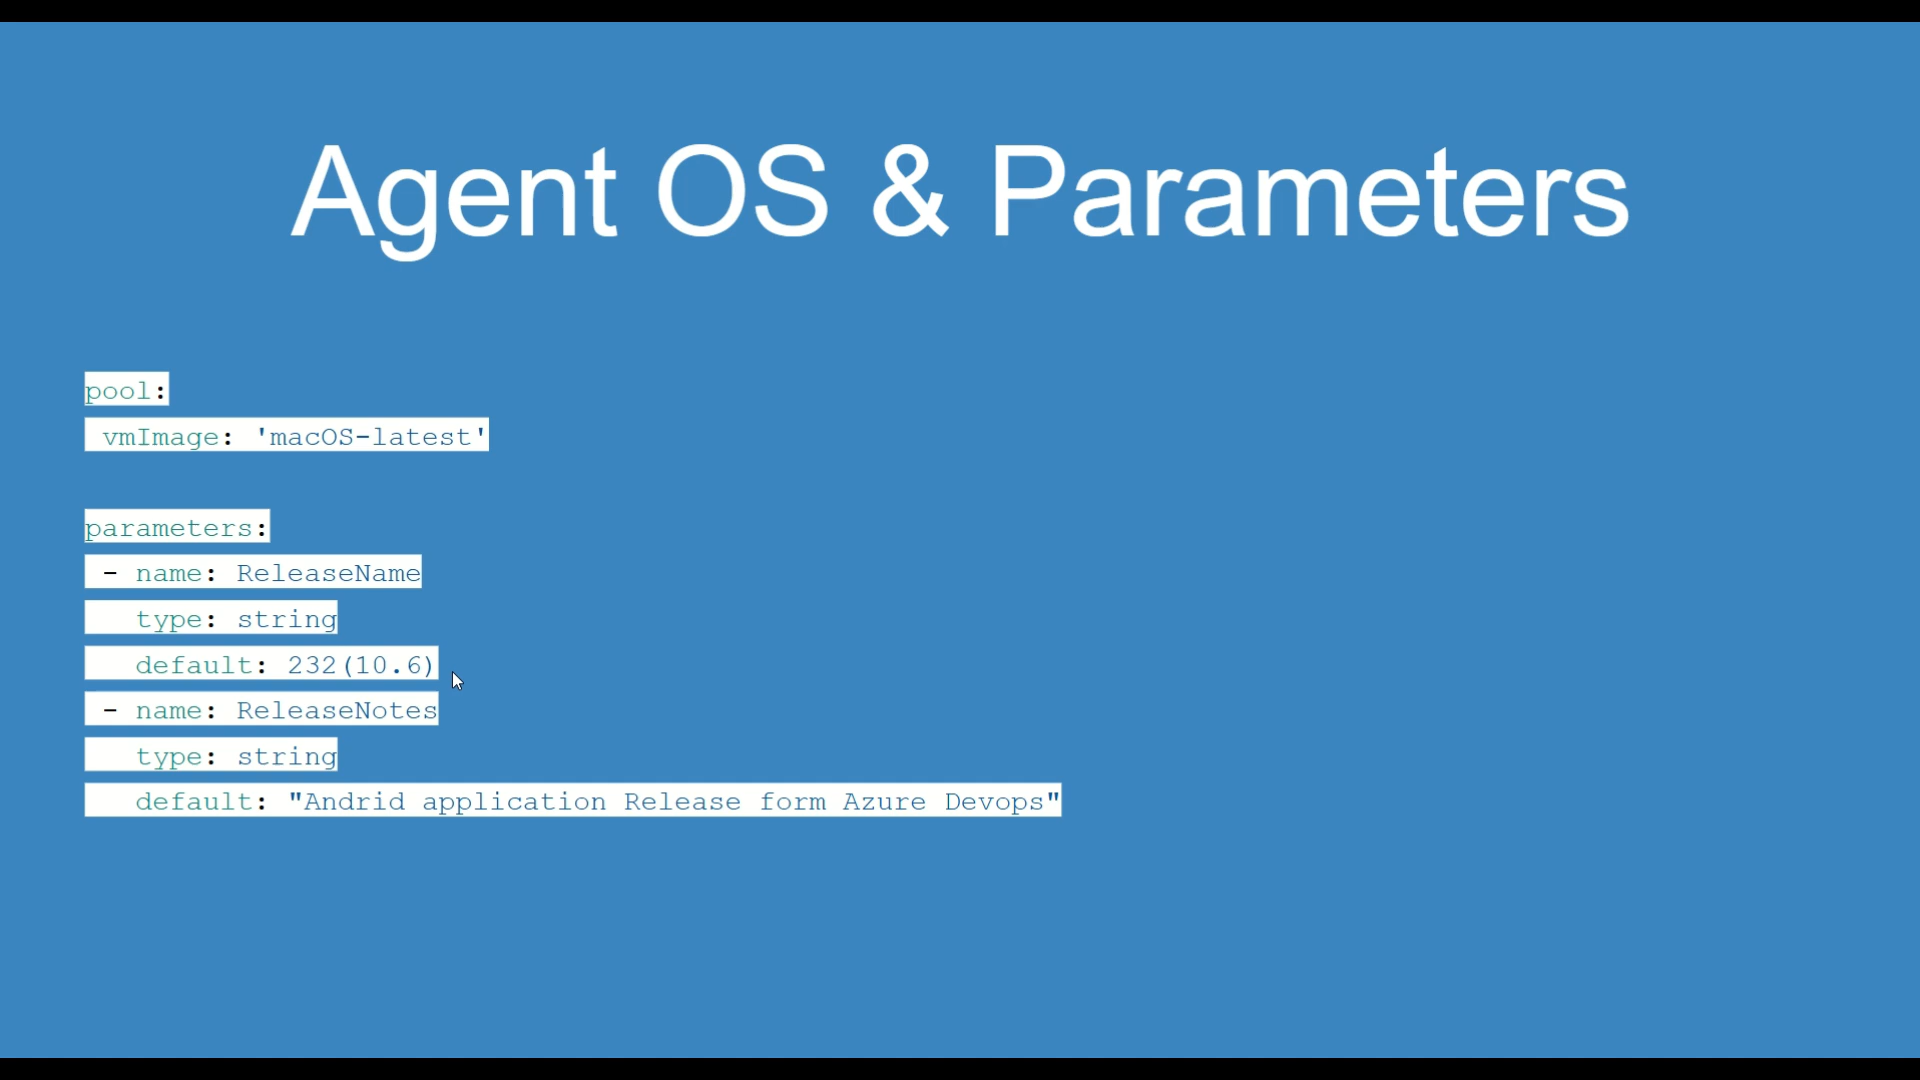 Agent OS & Parameters
pool:
vmImage: 'macOS-latest'
parameters:
- name: ReleaseName
type: string
default: 232(10.6)
- name: ReleaseNotes
type: string
default: "Andrid application Release form Azure Devops"